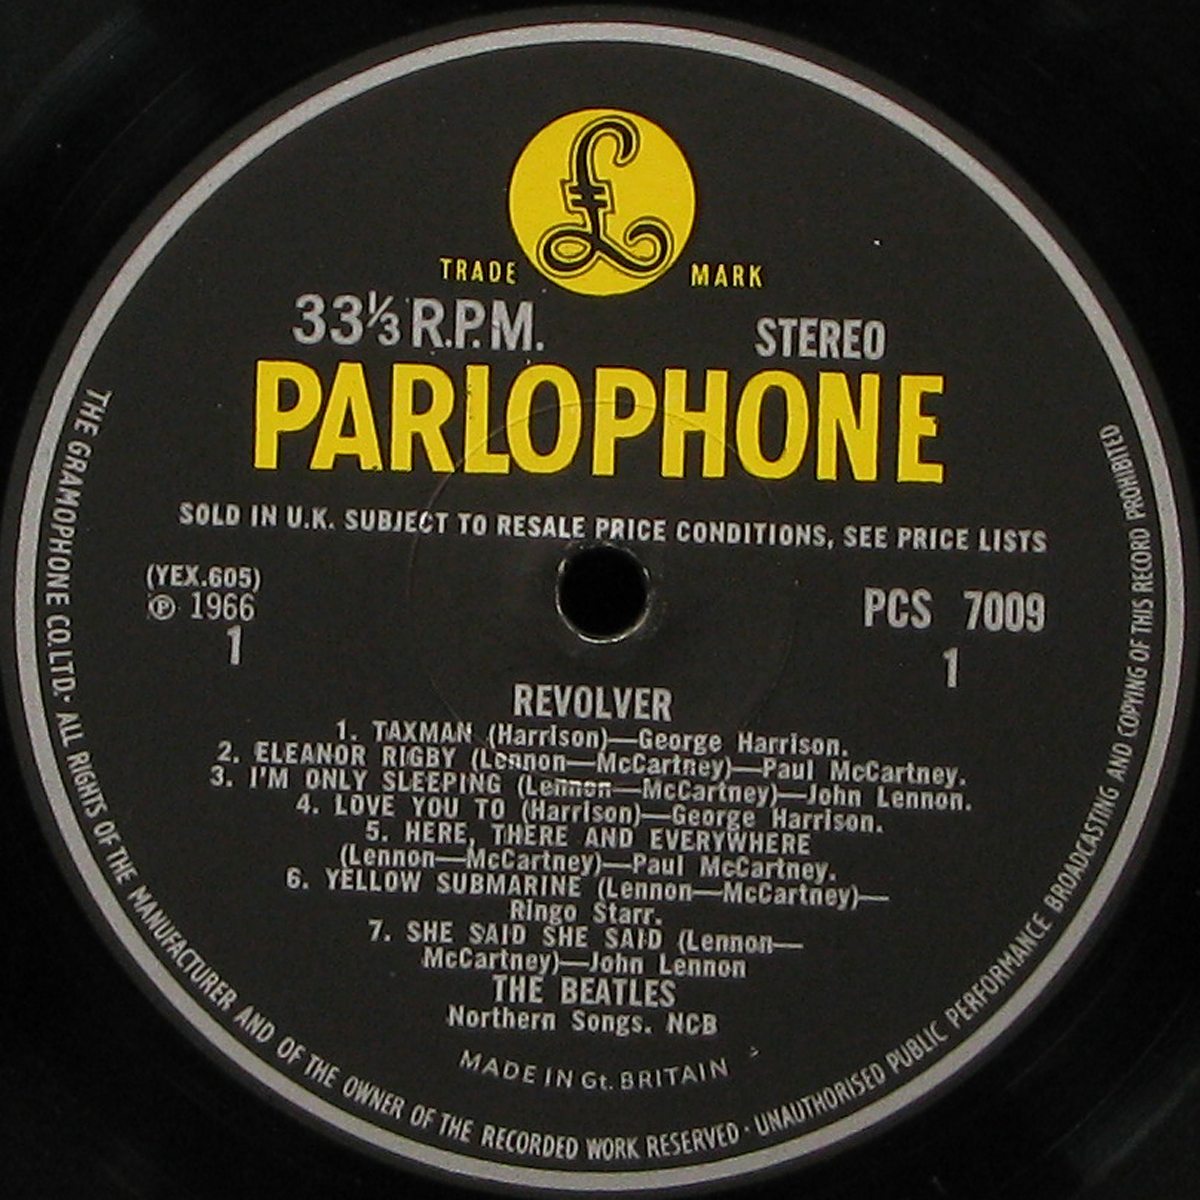 £
TRADE MARK
33⅓ R.P.M. STEREO
PARLOPHONE
SOLD IN U.K. SUBJECT TO RESALE PRICE CONDITIONS, SEE PRICE LISTS
(YEX.605)
℗ 1966
1
PCS 7009
1
REVOLVER
1. TAXMAN (Harrison)—George Harrison.
2. ELEANOR RIGBY (Lennon—McCartney)—Paul McCartney.
3. I'M ONLY SLEEPING (Lennon—McCartney)—John Lennon.
4. LOVE YOU TO (Harrison)—George Harrison.
5. HERE, THERE AND EVERYWHERE
(Lennon—McCartney)—Paul McCartney.
6. YELLOW SUBMARINE (Lennon—McCartney)—
Ringo Starr.
7. SHE SAID SHE SAID (Lennon—
McCartney)—John Lennon
THE BEATLES
Northern Songs. NCB
MADE IN Gt. BRITAIN
THE GRAMOPHONE CO. LTD. · ALL RIGHTS OF THE MANUFACTURER AND OF THE OWNER OF THE RECORDED WORK RESERVED · UNAUTHORISED PUBLIC PERFORMANCE BROADCASTING AND COPYING OF THIS RECORD PROHIBITED